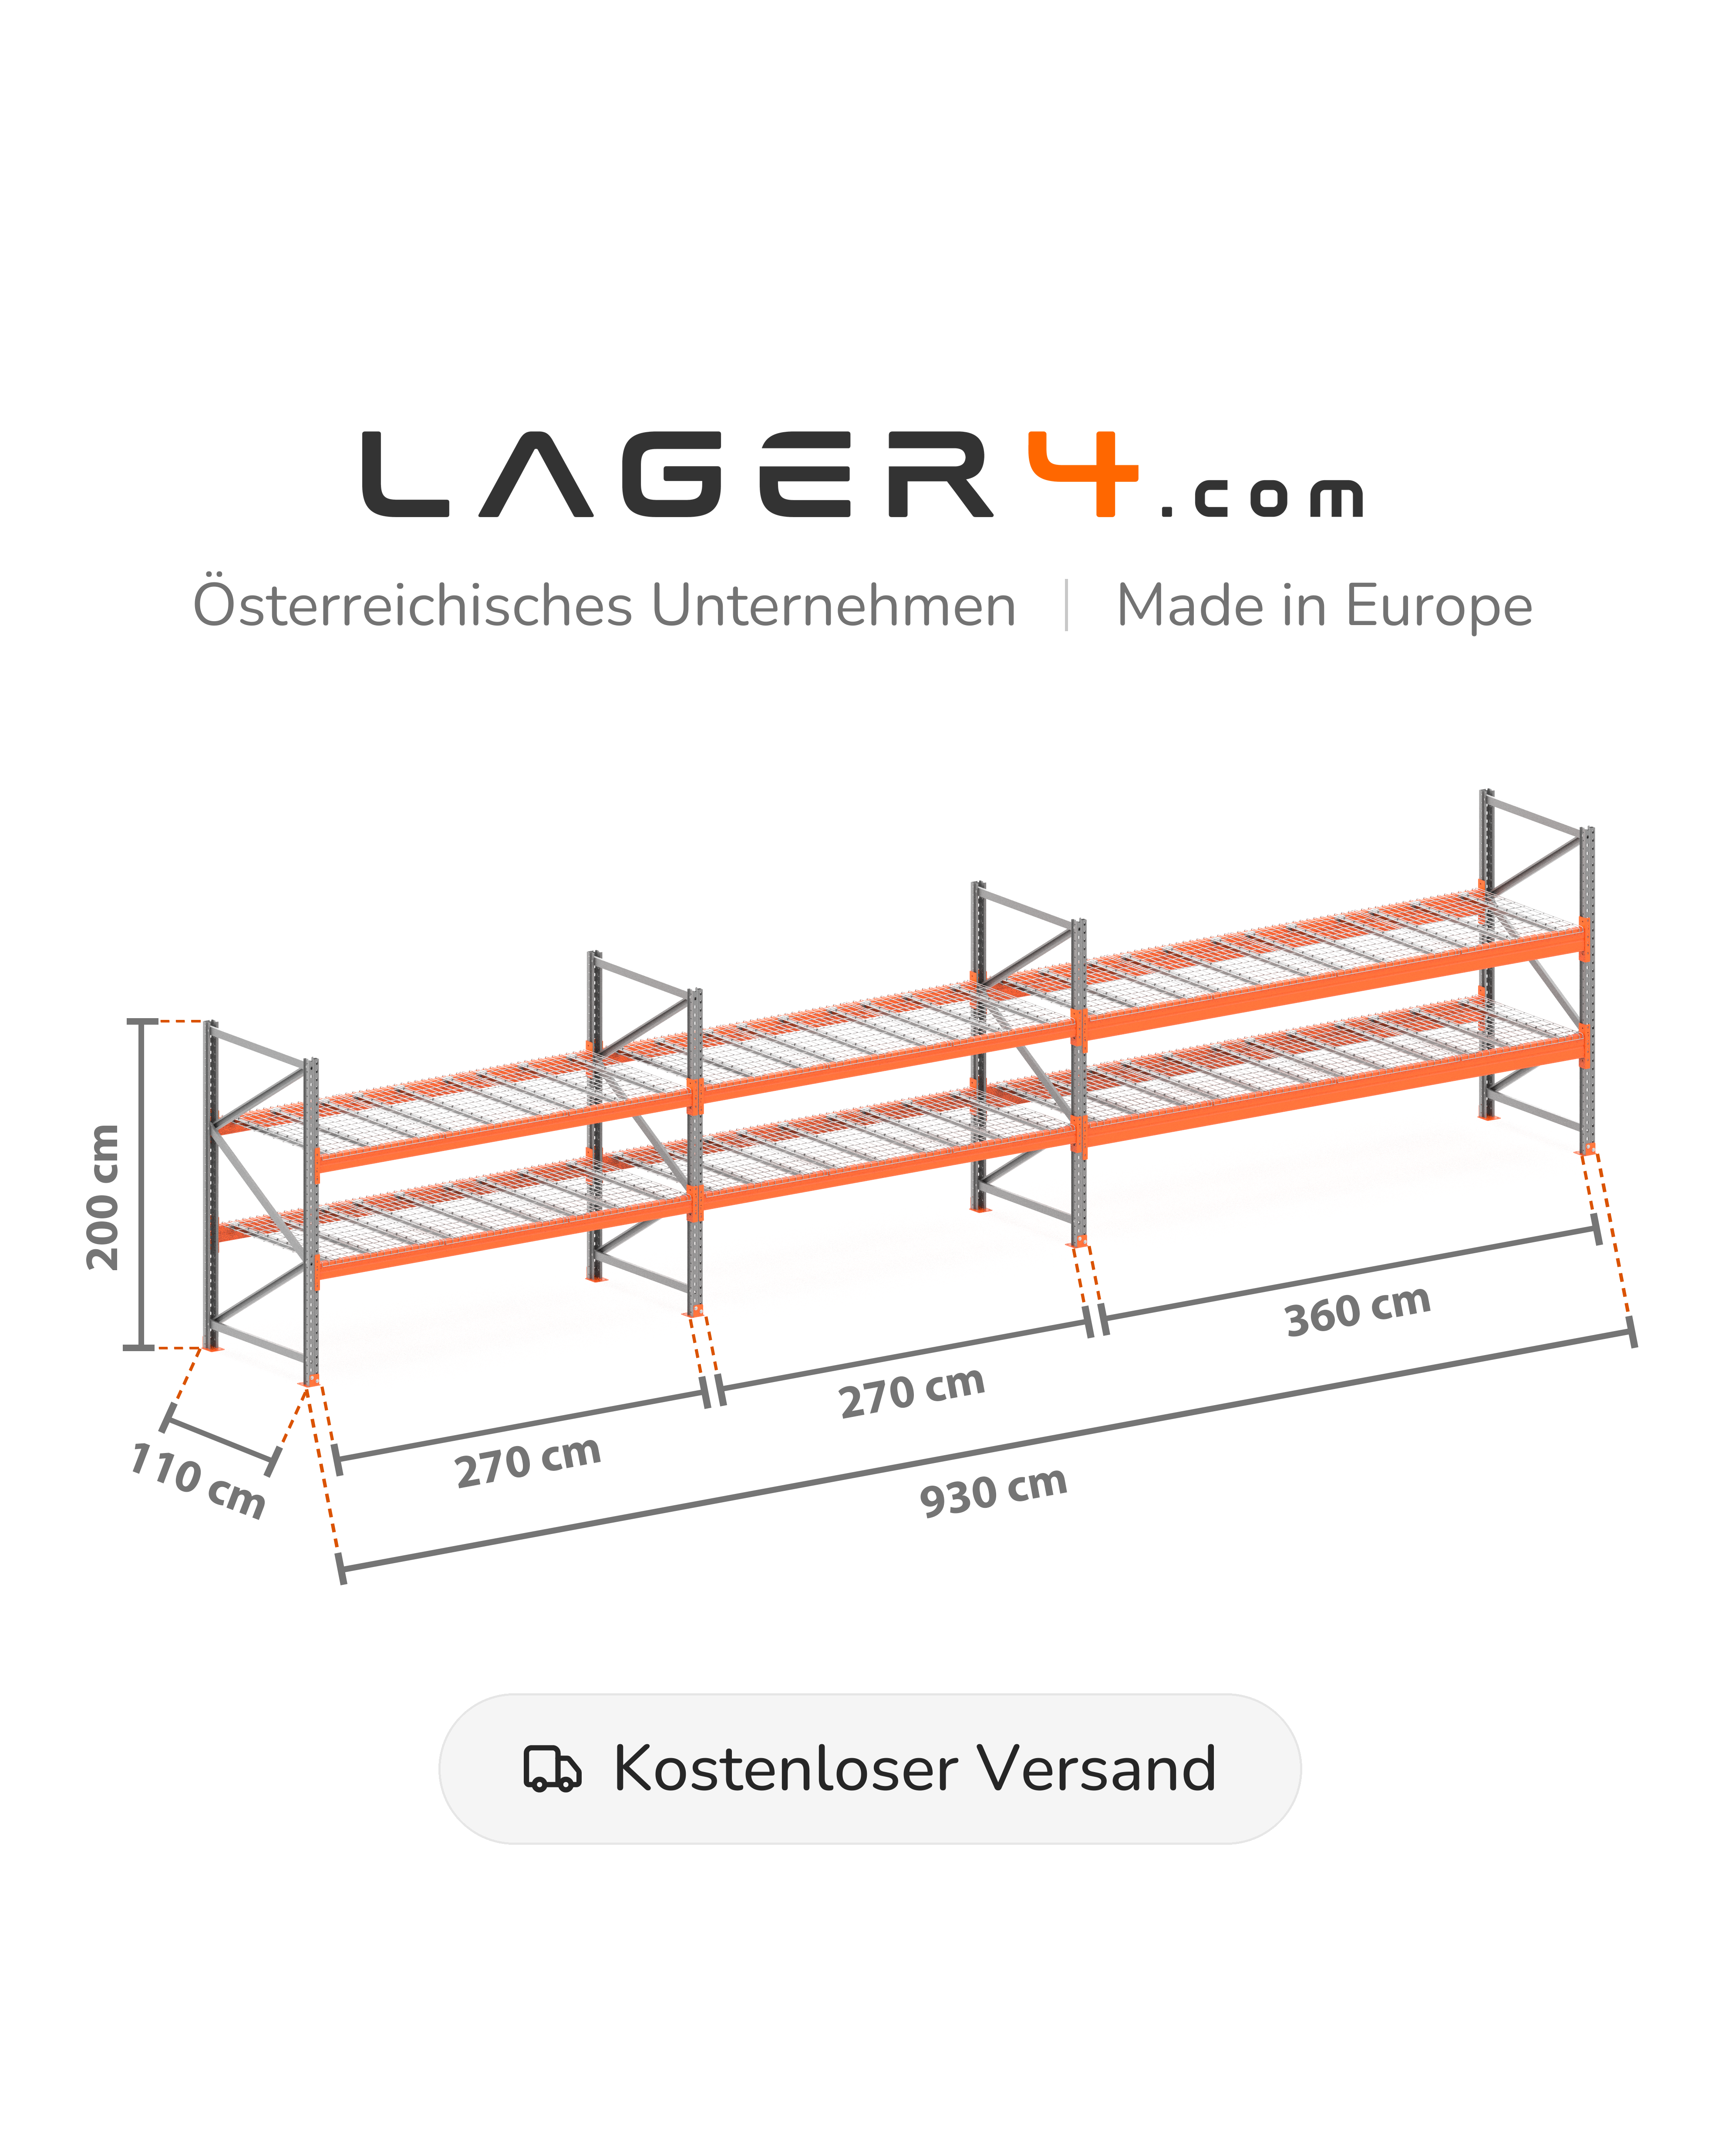 LAGER4.com
Österreichisches Unternehmen | Made in Europe
200 cm
110 cm
270 cm
270 cm
360 cm
930 cm
Kostenloser Versand